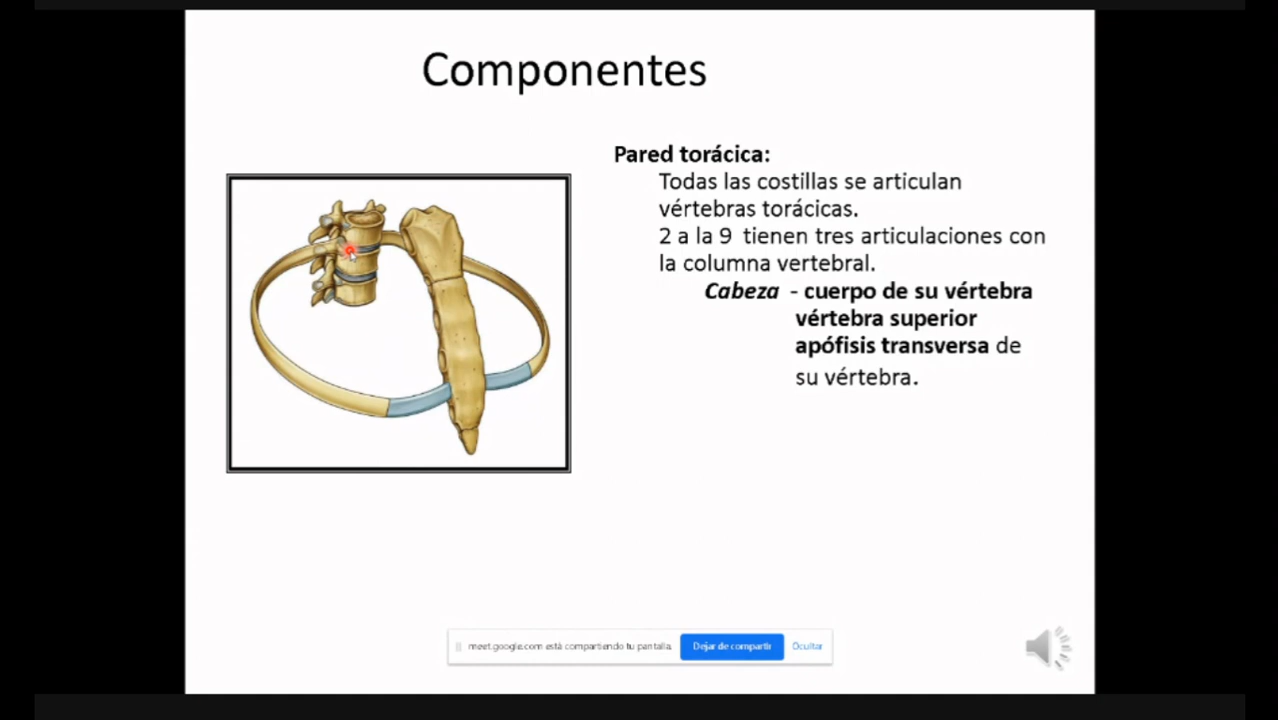 Componentes
Pared torácica:
Todas las costillas se articulan
vértebras torácicas.
2 a la 9 tienen tres articulaciones con
la columna vertebral.
Cabeza - cuerpo de su vértebra
vértebra superior
apófisis transversa de
su vértebra.
meet.google.com está compartiendo tu pantalla. Dejar de compartir Ocultar